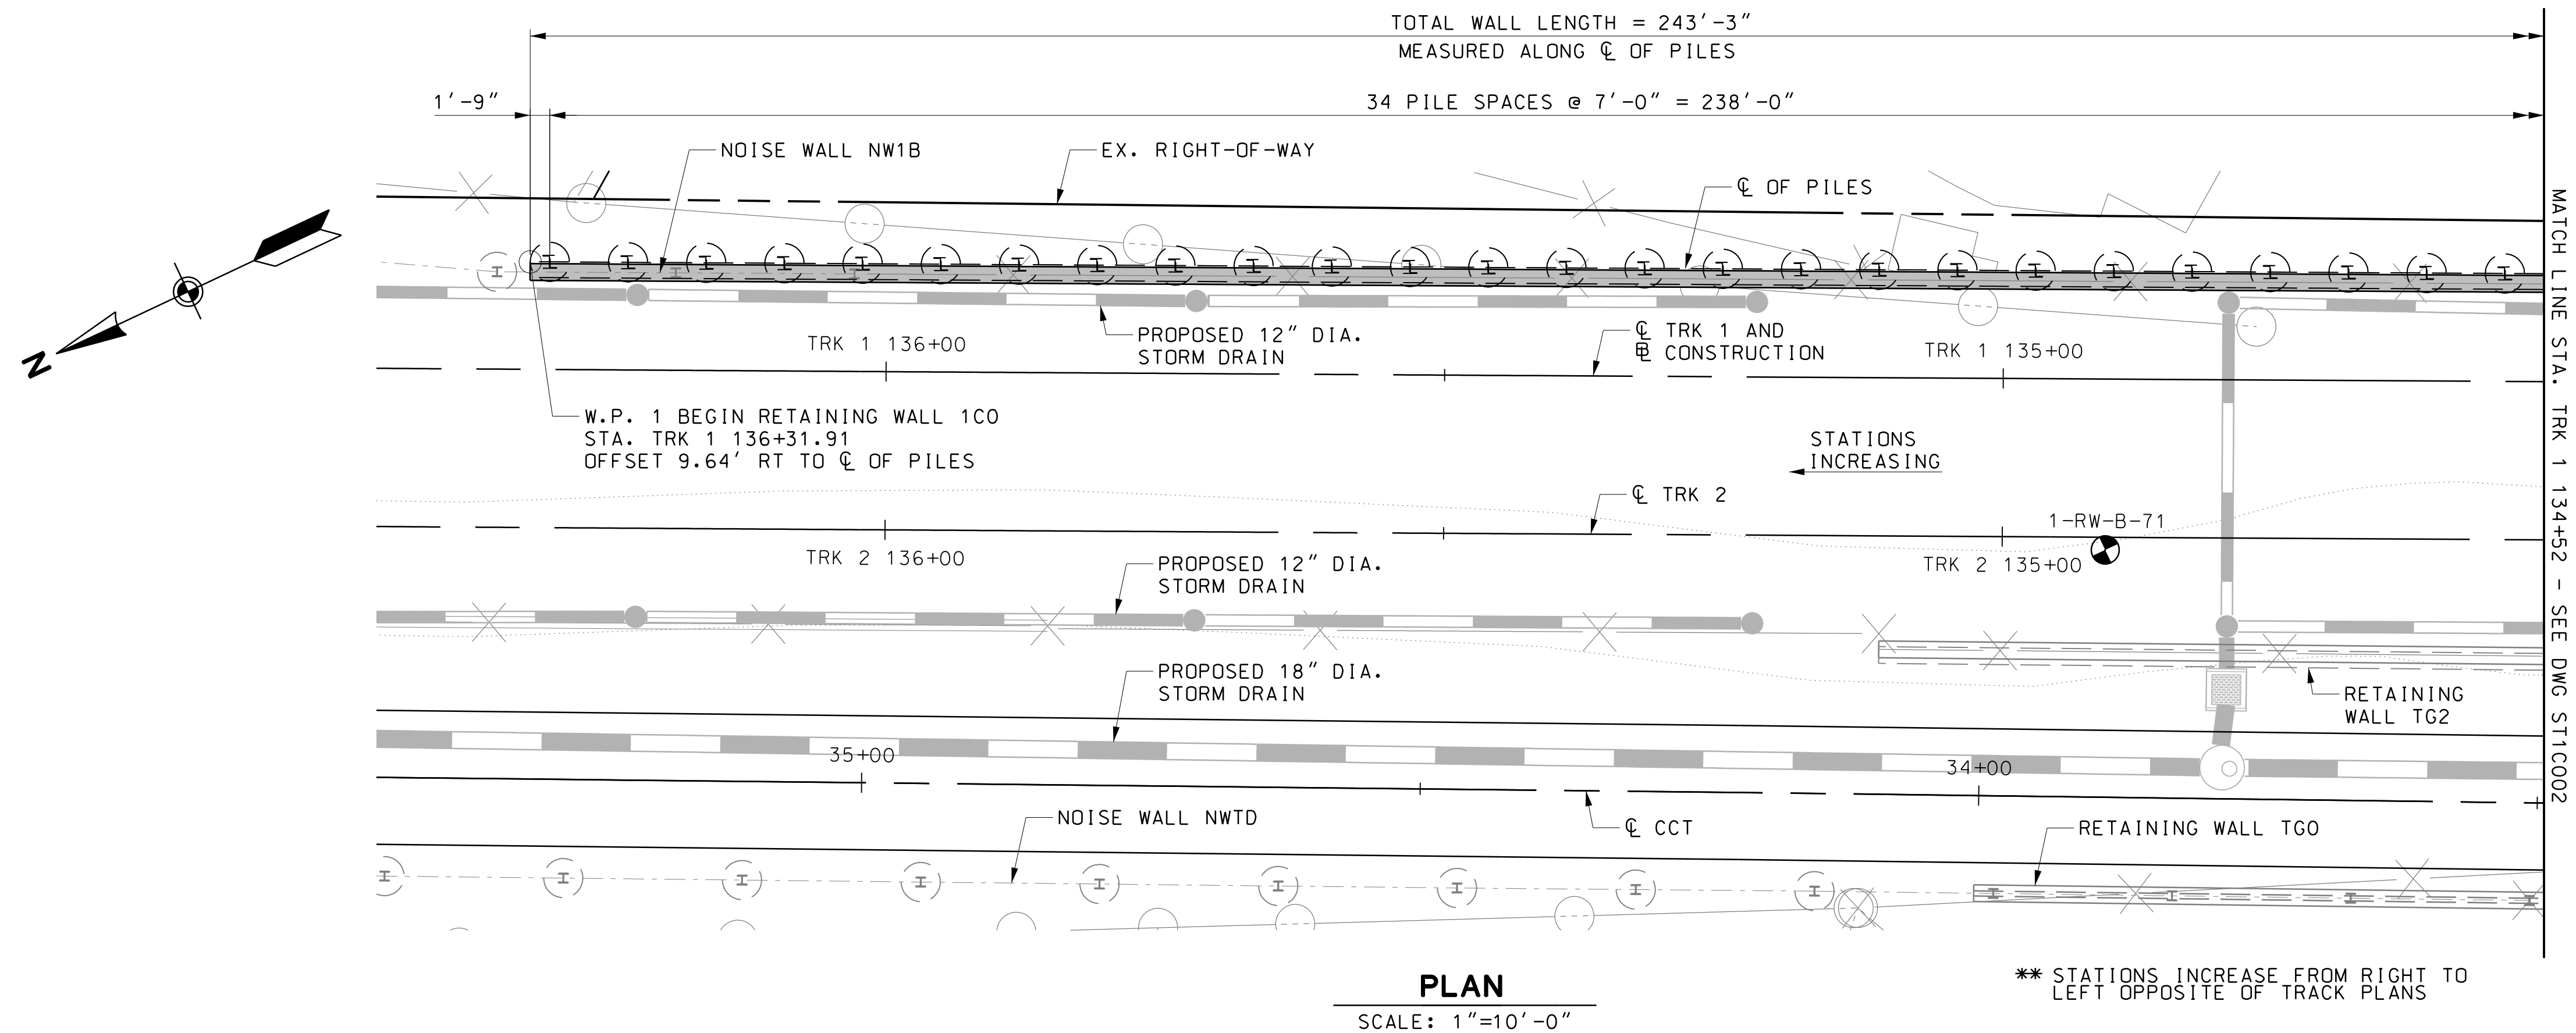 TOTAL WALL LENGTH = 243'-3"
MEASURED ALONG ℄ OF PILES
1'-9"
34 PILE SPACES @ 7'-0" = 238'-0"
NOISE WALL NW1B
EX. RIGHT-OF-WAY
℄ OF PILES
N
PROPOSED 12" DIA.
STORM DRAIN
TRK 1 136+00
℄ TRK 1 AND
BL CONSTRUCTION
TRK 1 135+00
W.P. 1 BEGIN RETAINING WALL 1CO
STA. TRK 1 136+31.91
OFFSET 9.64' RT TO ℄ OF PILES
STATIONS
INCREASING
℄ TRK 2
1-RW-B-71
TRK 2 136+00
TRK 2 135+00
PROPOSED 12" DIA.
STORM DRAIN
PROPOSED 18" DIA.
STORM DRAIN
RETAINING
WALL TG2
35+00
34+00
NOISE WALL NWTD
℄ CCT
RETAINING WALL TGO
MATCH LINE STA. TRK 1 134+52 - SEE DWG ST1C002
** STATIONS INCREASE FROM RIGHT TO
LEFT OPPOSITE OF TRACK PLANS
PLAN
SCALE: 1"=10'-0"